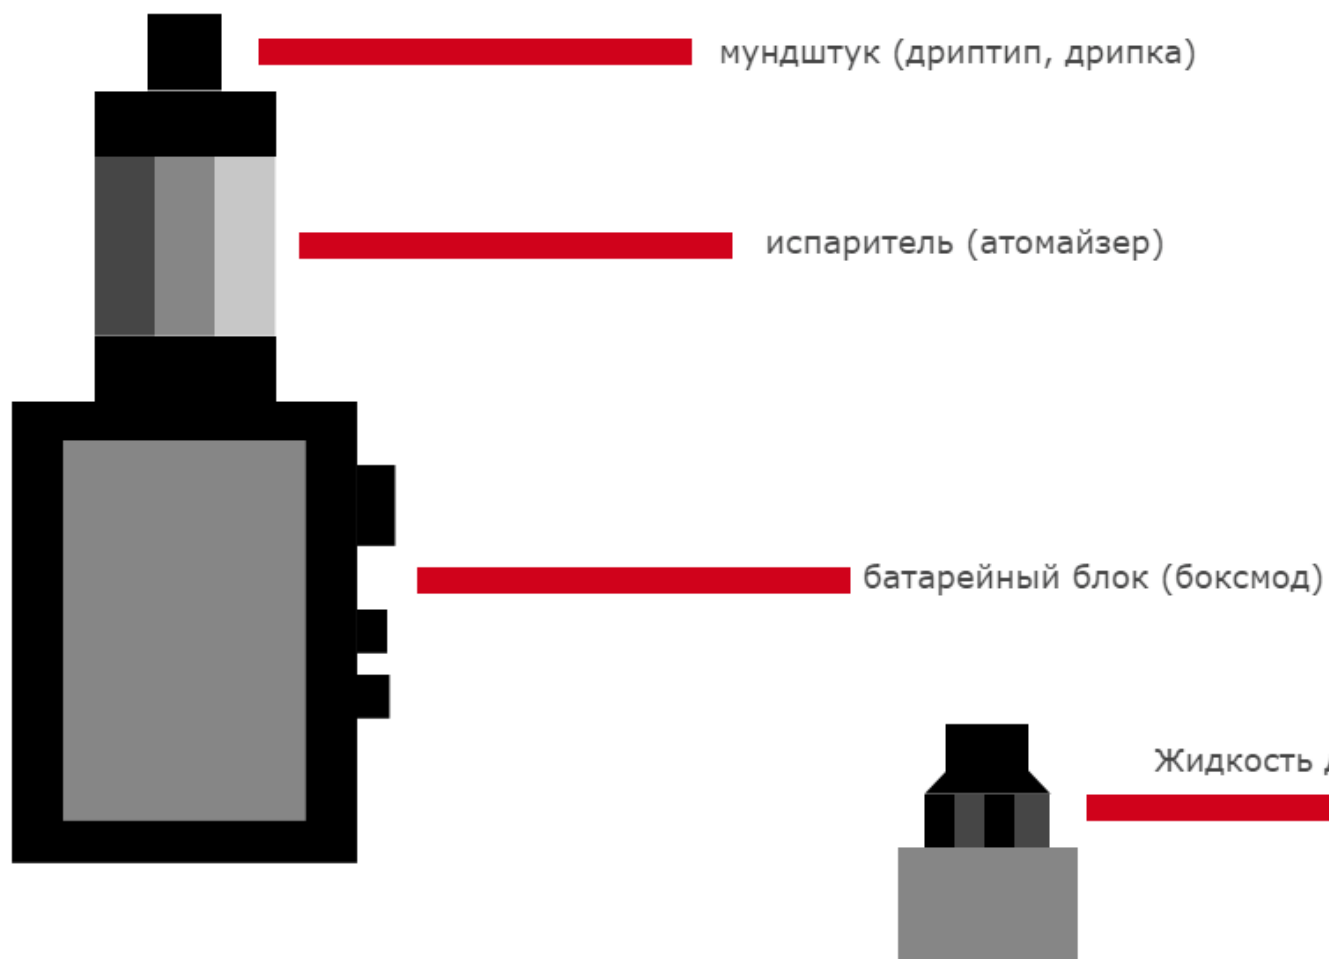 мундштук (дриптип, дрипка)
испаритель (атомайзер)
батарейный блок (боксмод)
Жидкость